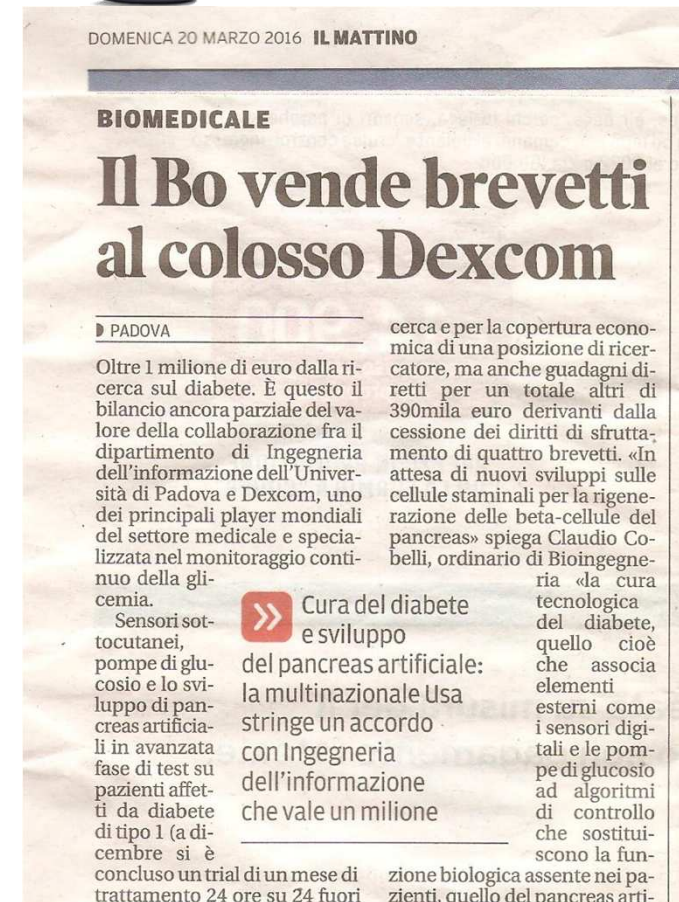 DOMENICA 20 MARZO 2016 IL MATTINO
BIOMEDICALE
Il Bo vende brevetti
al colosso Dexcom
PADOVA
Oltre 1 milione di euro dalla ri-
cerca sul diabete. È questo il
bilancio ancora parziale del va-
lore della collaborazione fra il
dipartimento di Ingegneria
dell'informazione dell'Univer-
sità di Padova e Dexcom, uno
dei principali player mondiali
del settore medicale e specia-
lizzata nel monitoraggio conti-
nuo della gli-
cemia.
Sensori sot-
tocutanei,
pompe di glu-
cosio e lo svi-
luppo di pan-
creas artificia-
li in avanzata
fase di test su
pazienti affet-
ti da diabete
di tipo 1 (a di-
cembre si è
concluso un trial di un mese di
trattamento 24 ore su 24 fuori
»
Cura del diabete
e sviluppo
del pancreas artificiale:
la multinazionale Usa
stringe un accordo
con Ingegneria
dell'informazione
che vale un milione
cerca e per la copertura econo-
mica di una posizione di ricer-
catore, ma anche guadagni di-
retti per un totale altri di
390mila euro derivanti dalla
cessione dei diritti di sfrutta-
mento di quattro brevetti. «In
attesa di nuovi sviluppi sulle
cellule staminali per la rigene-
razione delle beta-cellule del
pancreas» spiega Claudio Co-
belli, ordinario di Bioingegne-
ria «la cura
tecnologica
del diabete,
quello cioè
che associa
elementi
esterni come
i sensori digi-
tali e le pom-
pe di glucosio
ad algoritmi
di controllo
che sostitui-
scono la fun-
zione biologica assente nei pa-
zienti, quello del pancreas arti-